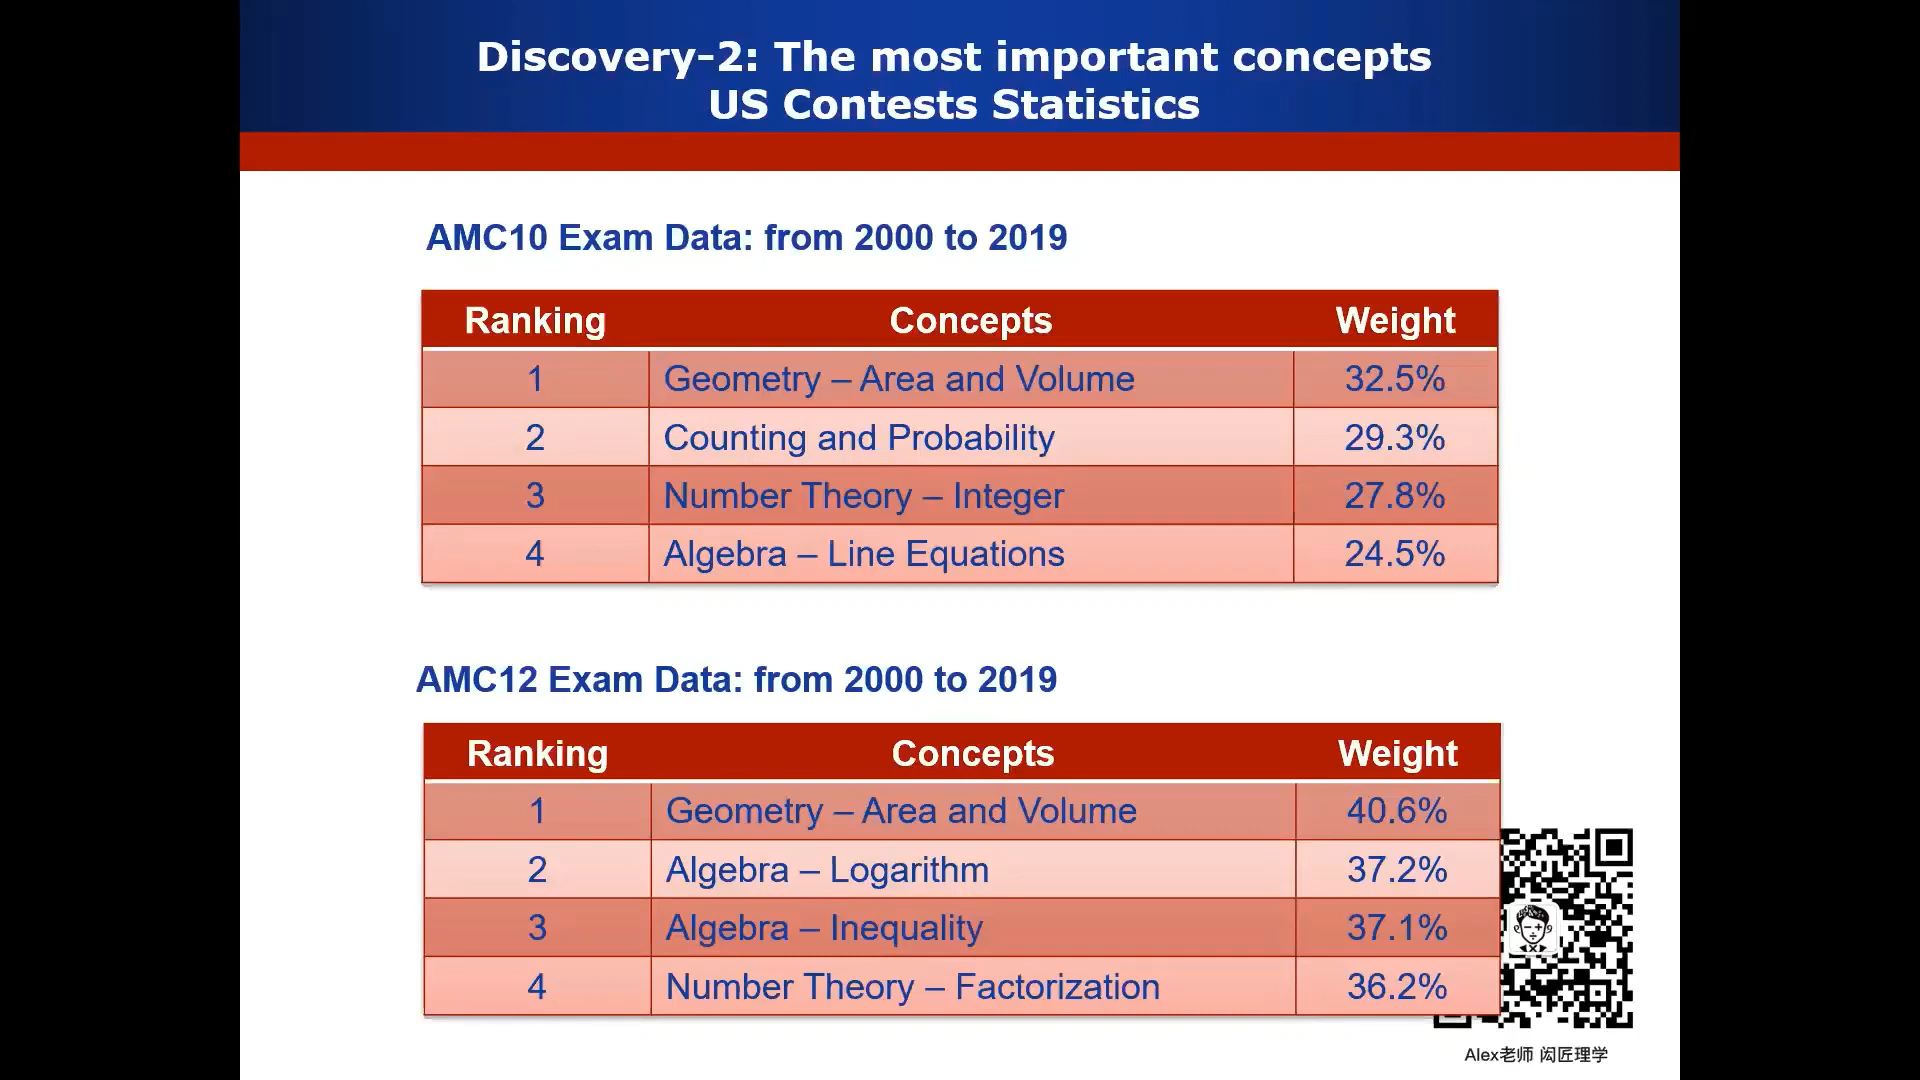 Discovery-2: The most important concepts
US Contests Statistics
AMC10 Exam Data: from 2000 to 2019
Ranking Concepts Weight
1 Geometry – Area and Volume 32.5%
2 Counting and Probability 29.3%
3 Number Theory – Integer 27.8%
4 Algebra – Line Equations 24.5%
AMC12 Exam Data: from 2000 to 2019
Ranking Concepts Weight
1 Geometry – Area and Volume 40.6%
2 Algebra – Logarithm 37.2%
3 Algebra – Inequality 37.1%
4 Number Theory – Factorization 36.2%
Alex老师 闳匠理学